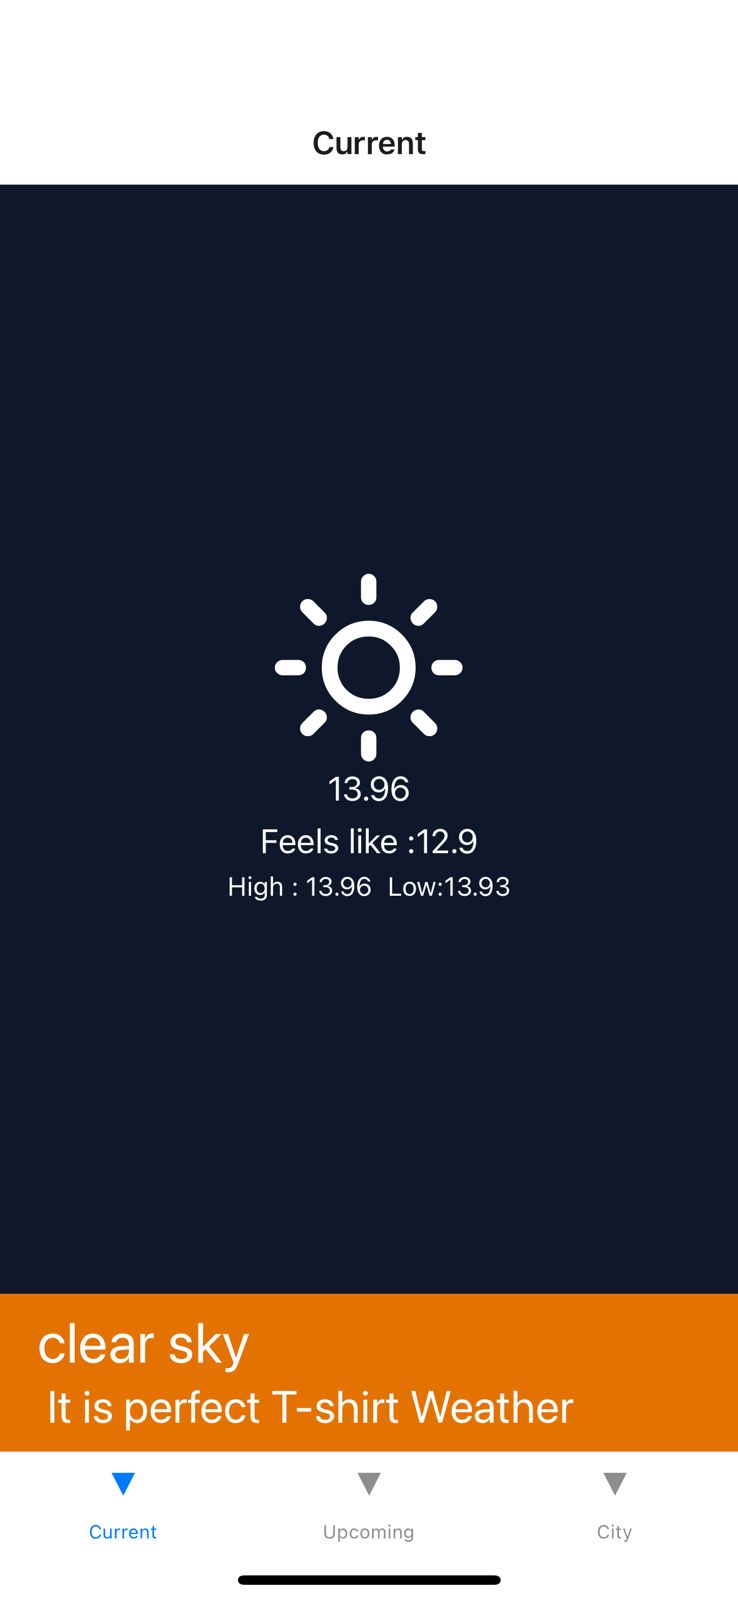 Current
13.96
Feels like :12.9
High : 13.96 Low:13.93
clear sky
It is perfect T-shirt Weather
Current Upcoming City